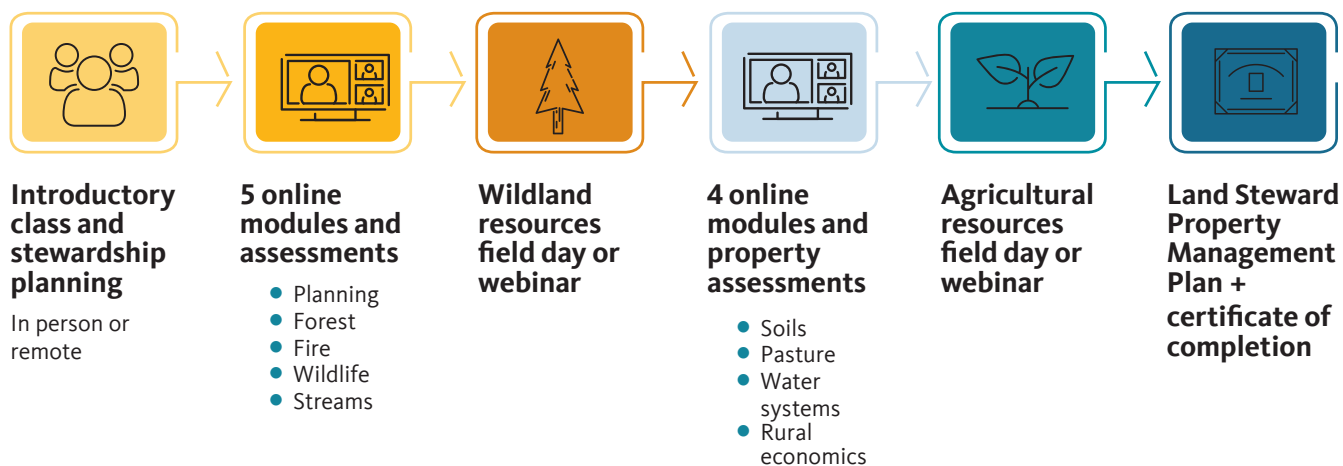 Introductory
class and
stewardship
planning
In person or
remote
5 online
modules and
assessments
Planning
Forest
Fire
Wildlife
Streams
Wildland
resources
field day or
webinar
4 online
modules and
property
assessments
Soils
Pasture
Water
systems
Rural
economics
Agricultural
resources
field day or
webinar
Land Steward
Property
Management
Plan +
certificate of
completion